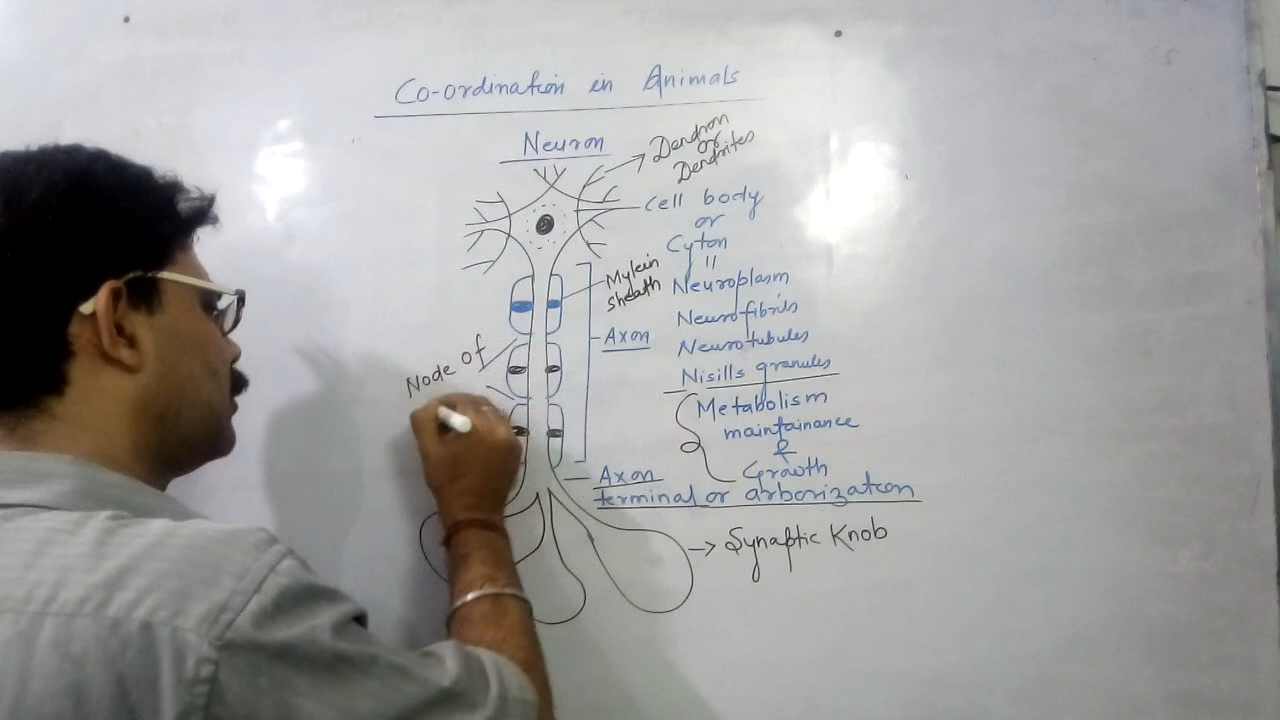 Co-ordination in Animals
Neuron
Dendron
or
Dendrites
Cell body
or
Cyton
"
Mylein
sheath
Neuroplasm
Neurofibrils
Neurotubules
Nisills granules
Axon
Node of
Metabolism
maintainance
&
Growth
Axon
terminal or arborization
Synaptic Knob